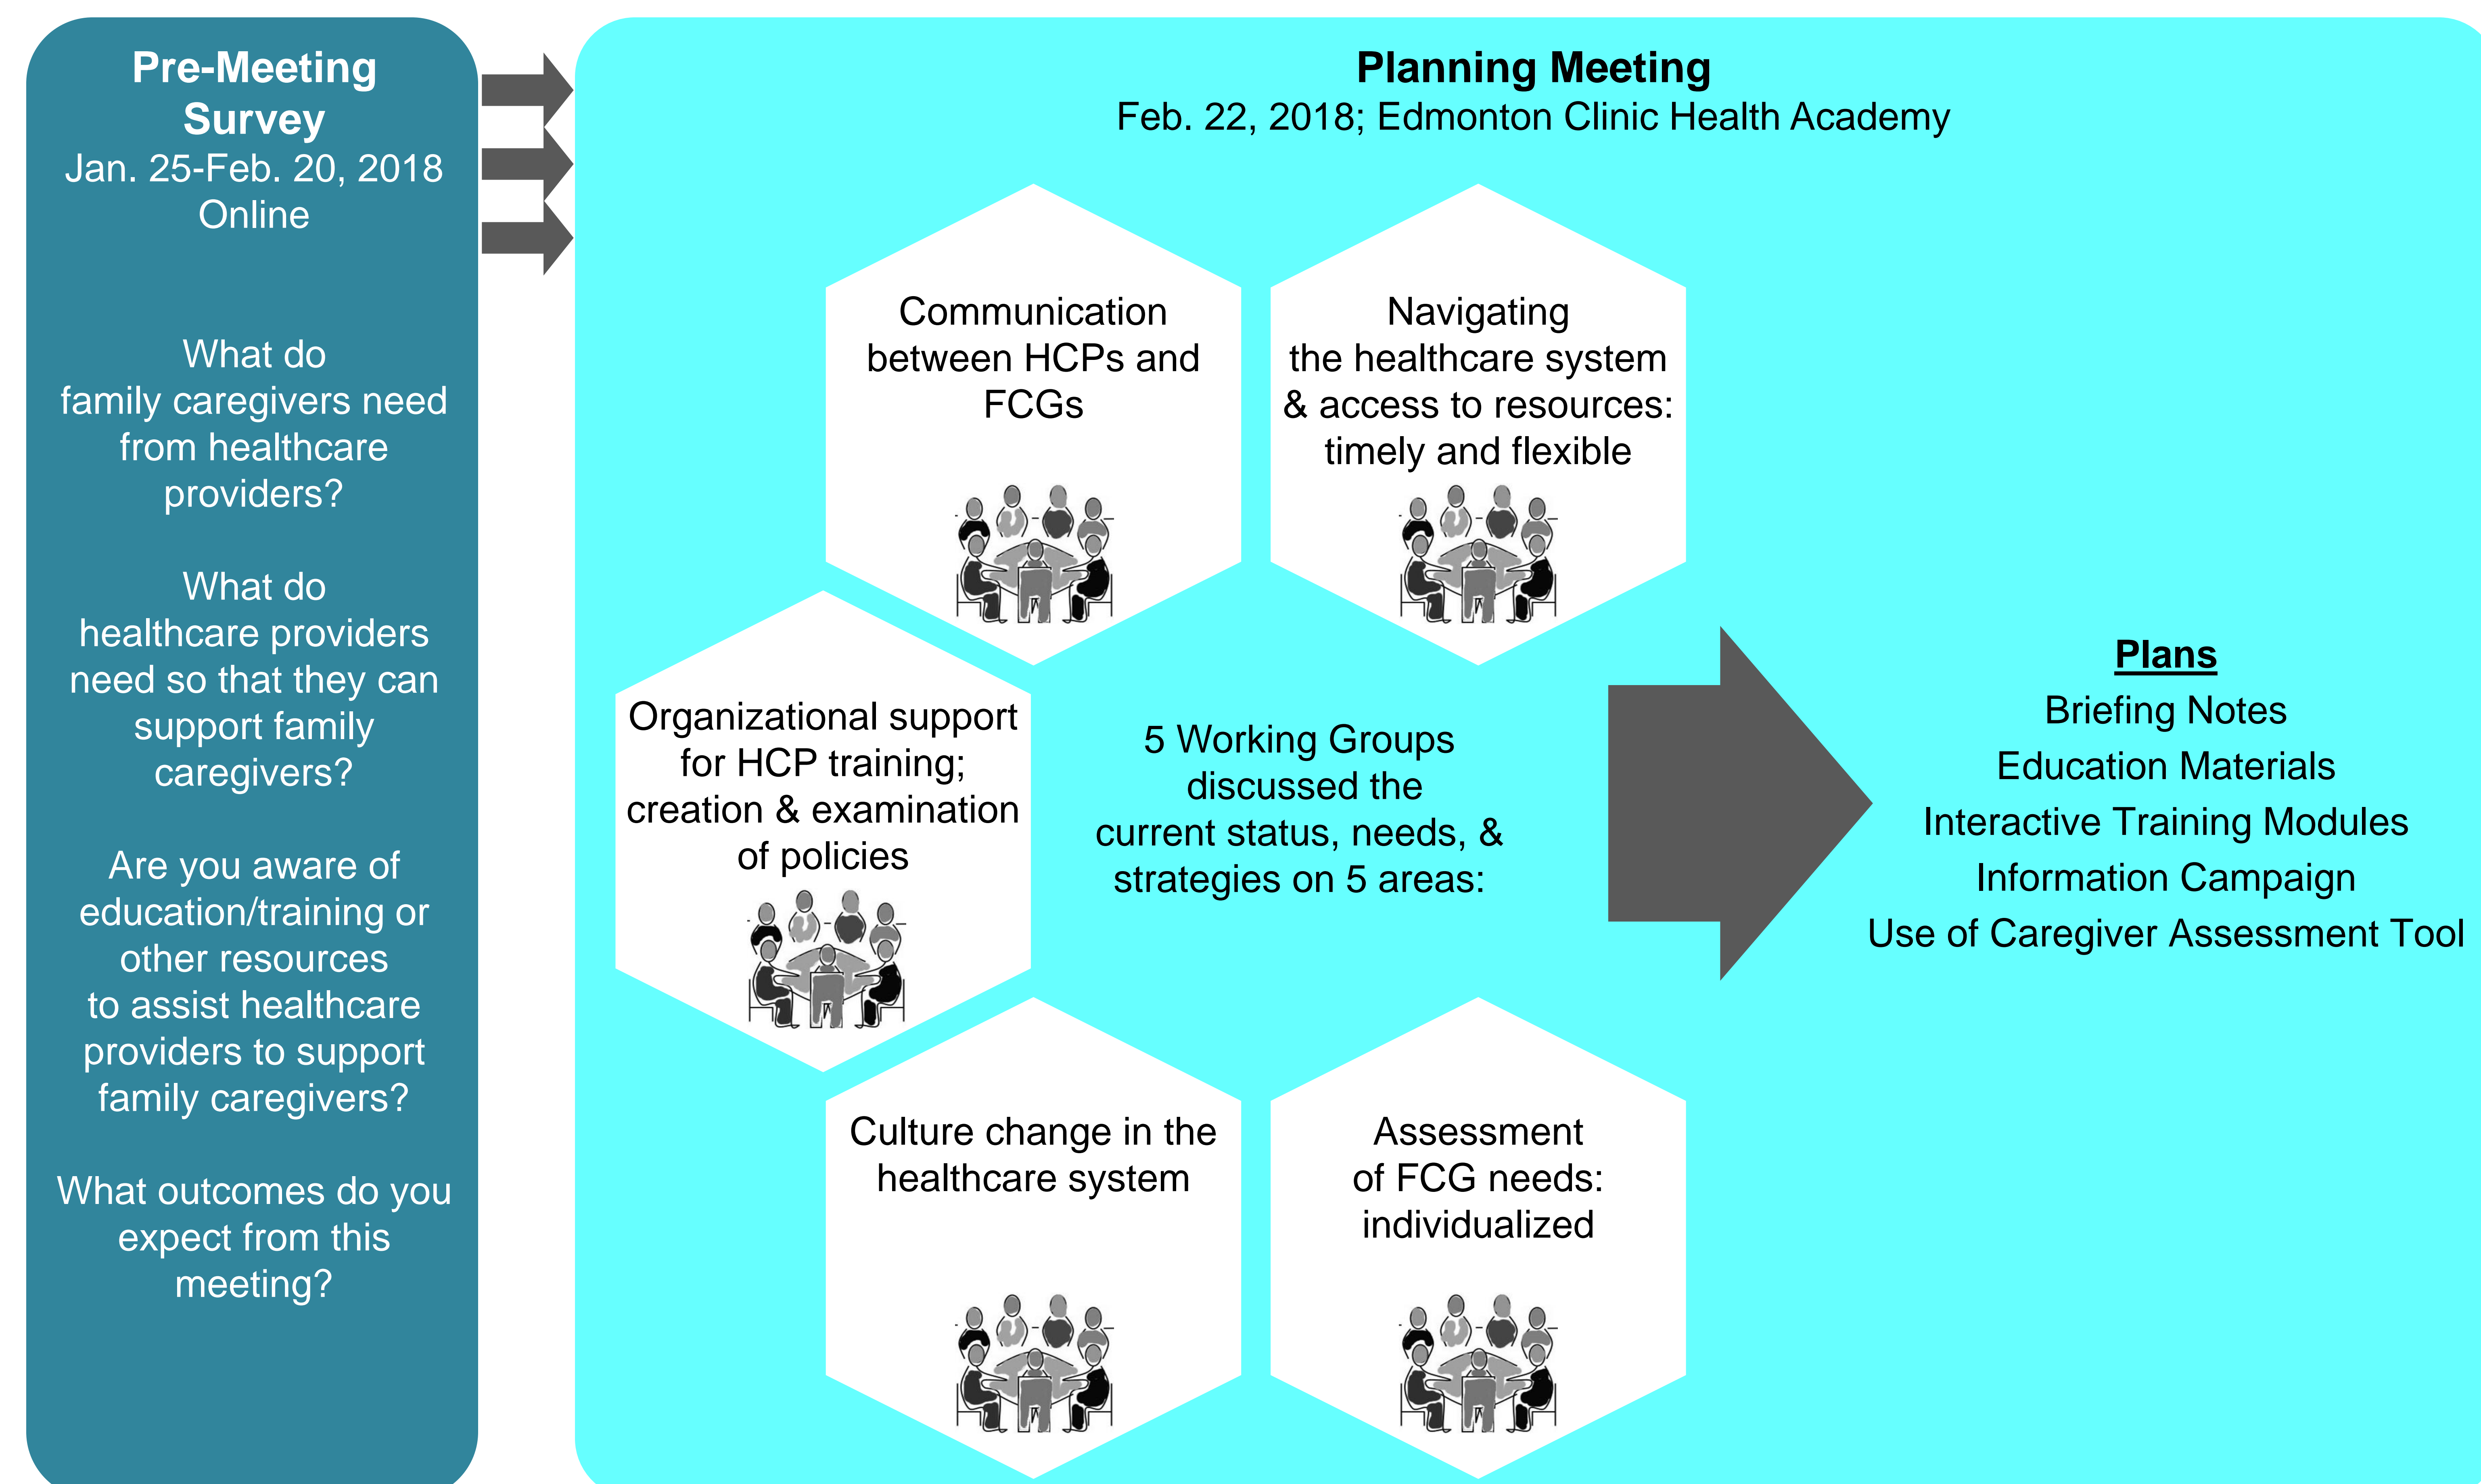 Pre-Meeting
Survey
Jan. 25-Feb. 20, 2018
Online
What do
family caregivers need
from healthcare
providers?
What do
healthcare providers
need so that they can
support family
caregivers?
Are you aware of
education/training or
other resources
to assist healthcare
providers to support
family caregivers?
What outcomes do you
expect from this
meeting?
Planning Meeting
Feb. 22, 2018; Edmonton Clinic Health Academy
Communication
between HCPs and
FCGs
Navigating
the healthcare system
& access to resources:
timely and flexible
Organizational support
for HCP training;
creation & examination
of policies
5 Working Groups
discussed the
current status, needs, &
strategies on 5 areas:
Culture change in the
healthcare system
Assessment
of FCG needs:
individualized
Plans
Briefing Notes
Education Materials
Interactive Training Modules
Information Campaign
Use of Caregiver Assessment Tool